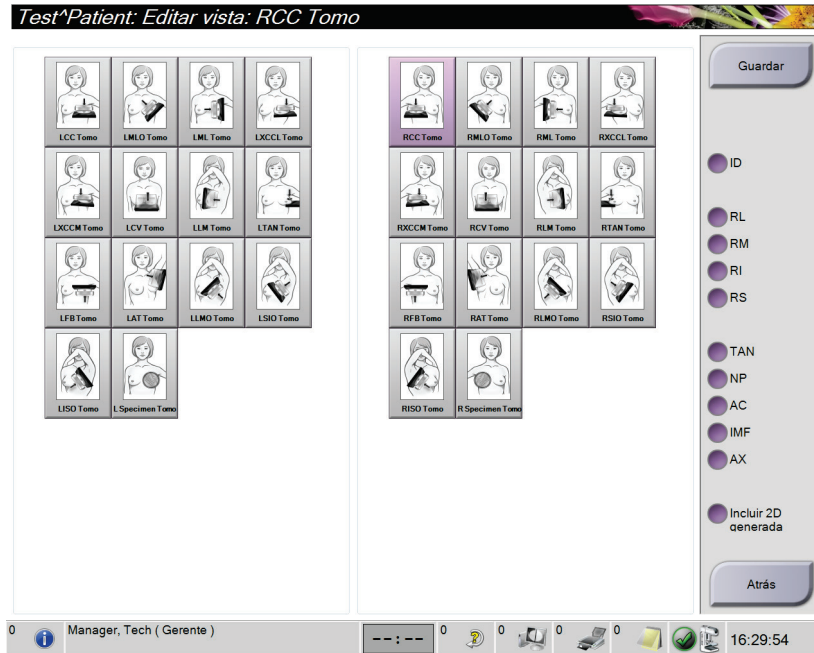 Test^Patient: Editar vista: RCC Tomo
LCC Tomo
LMLO Tomo
LML Tomo
LXCCL Tomo
LXCCM Tomo
LCV Tomo
LLM Tomo
LTAN Tomo
LFB Tomo
LAT Tomo
LLMO Tomo
LSIO Tomo
LISO Tomo
L Specimen Tomo
RCC Tomo
RMLO Tomo
RML Tomo
RXCCL Tomo
RXCCM Tomo
RCV Tomo
RLM Tomo
RTAN Tomo
RFB Tomo
RAT Tomo
RLMO Tomo
RSIO Tomo
RISO Tomo
R Specimen Tomo
Guardar
ID
RL
RM
RI
RS
TAN
NP
AC
IMF
AX
Incluir 2D
generada
Atrás
0
Manager, Tech ( Gerente )
--:--
0
0
0
0
16:29:54